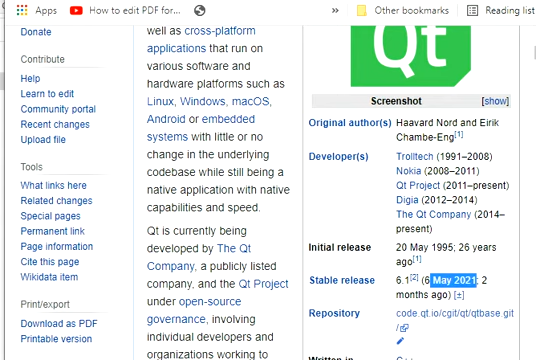 Apps
How to edit PDF for...
»
Other bookmarks
Reading list
Donate
Contribute
Help
Learn to edit
Community portal
Recent changes
Upload file
Tools
What links here
Related changes
Special pages
Permanent link
Page information
Cite this page
Wikidata item
Print/export
Download as PDF
Printable version
well as cross-platform
applications that run on
various software and
hardware platforms such as
Linux, Windows, macOS,
Android or embedded
systems with little or no
change in the underlying
codebase while still being a
native application with native
capabilities and speed.
Qt is currently being
developed by The Qt
Company, a publicly listed
company, and the Qt Project
under open-source
governance, involving
individual developers and
organizations working to
Qt
Screenshot [show]
Original author(s) Haavard Nord and Eirik
Chambe-Eng[1]
Developer(s) Trolltech (1991–2008)
Nokia (2008–2011)
Qt Project (2011–present)
Digia (2012–2014)
The Qt Company (2014–
present)
Initial release 20 May 1995; 26 years
ago[1]
Stable release 6.1[2] (6 May 2021; 2
months ago) [±]
Repository code.qt.io/cgit/qt/qtbase.git
/
Written in C++